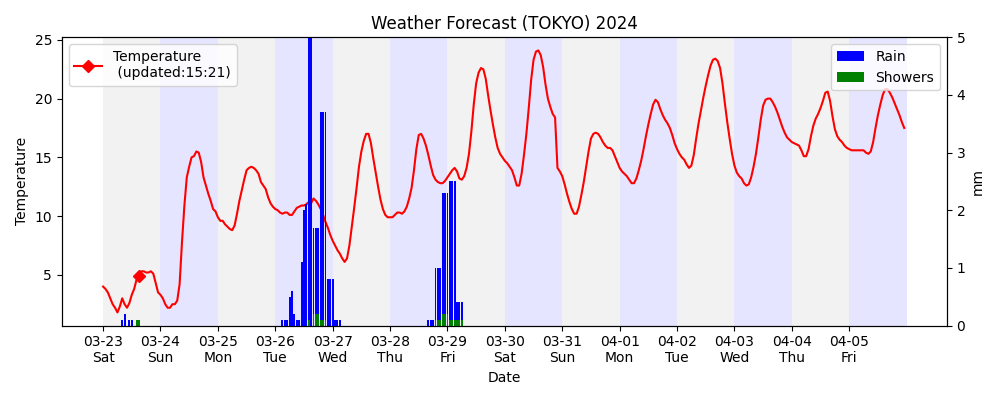 Weather Forecast (TOKYO) 2024
Temperature
(updated:15:21)
Rain
Showers
Temperature
25
20
15
10
5
mm
5
4
3
2
1
0
03-23 03-24 03-25 03-26 03-27 03-28 03-29 03-30 03-31 04-01 04-02 04-03 04-04 04-05
Sat Sun Mon Tue Wed Thu Fri Sat Sun Mon Tue Wed Thu Fri
Date